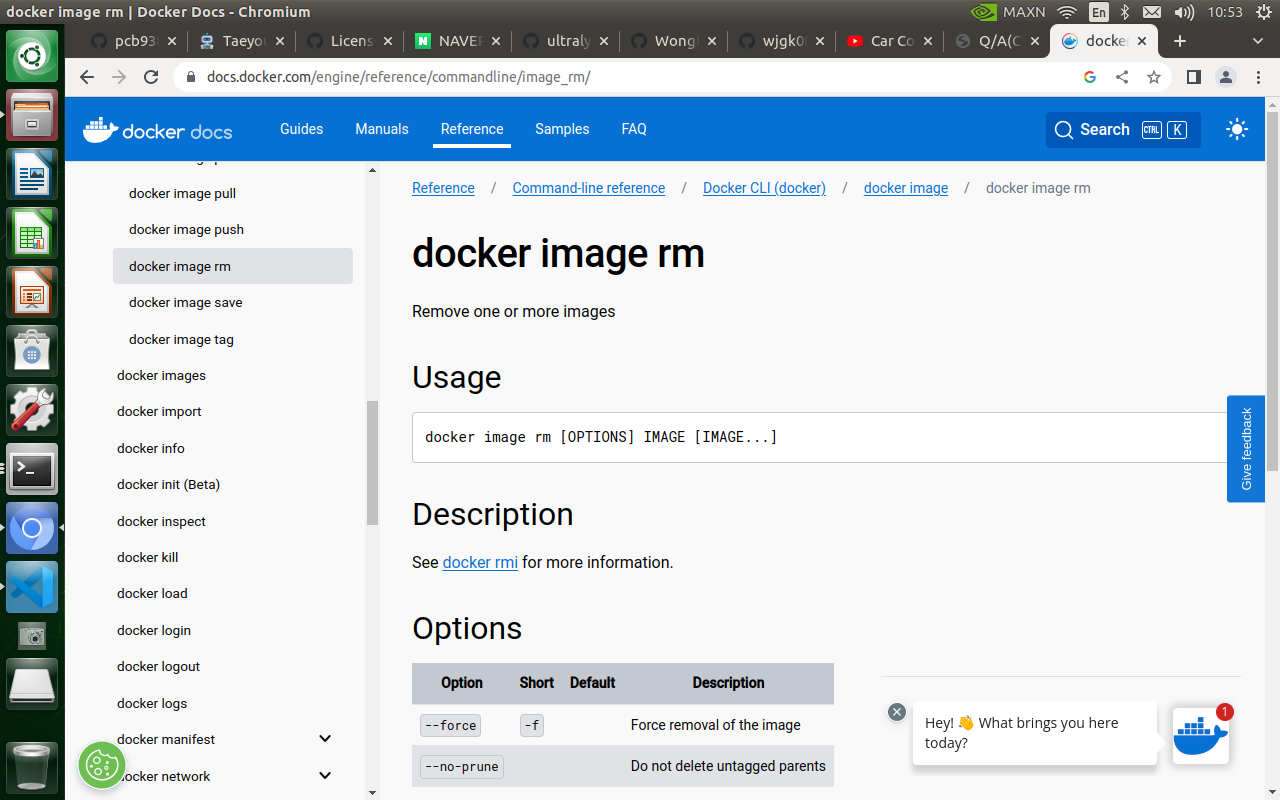 docker image rm | Docker Docs - Chromium
MAXN
En
10:53
pcb93
Taeyou
Licens
NAVER
ultraly
WongK
wjgk0
Car Co
Q/A(C
docke
docs.docker.com/engine/reference/commandline/image_rm/
docker docs
Guides
Manuals
Reference
Samples
FAQ
Search
CTRL
K
docker image pull
docker image push
docker image rm
docker image save
docker image tag
docker images
docker import
docker info
docker init (Beta)
docker inspect
docker kill
docker load
docker login
docker logout
docker logs
docker manifest
docker network
Reference / Command-line reference / Docker CLI (docker) / docker image / docker image rm
docker image rm
Remove one or more images
Usage
docker image rm [OPTIONS] IMAGE [IMAGE...]
Description
See docker rmi for more information.
Options
Option Short Default Description
--force -f Force removal of the image
--no-prune Do not delete untagged parents
Give feedback
Hey! 👋 What brings you here
today?
1